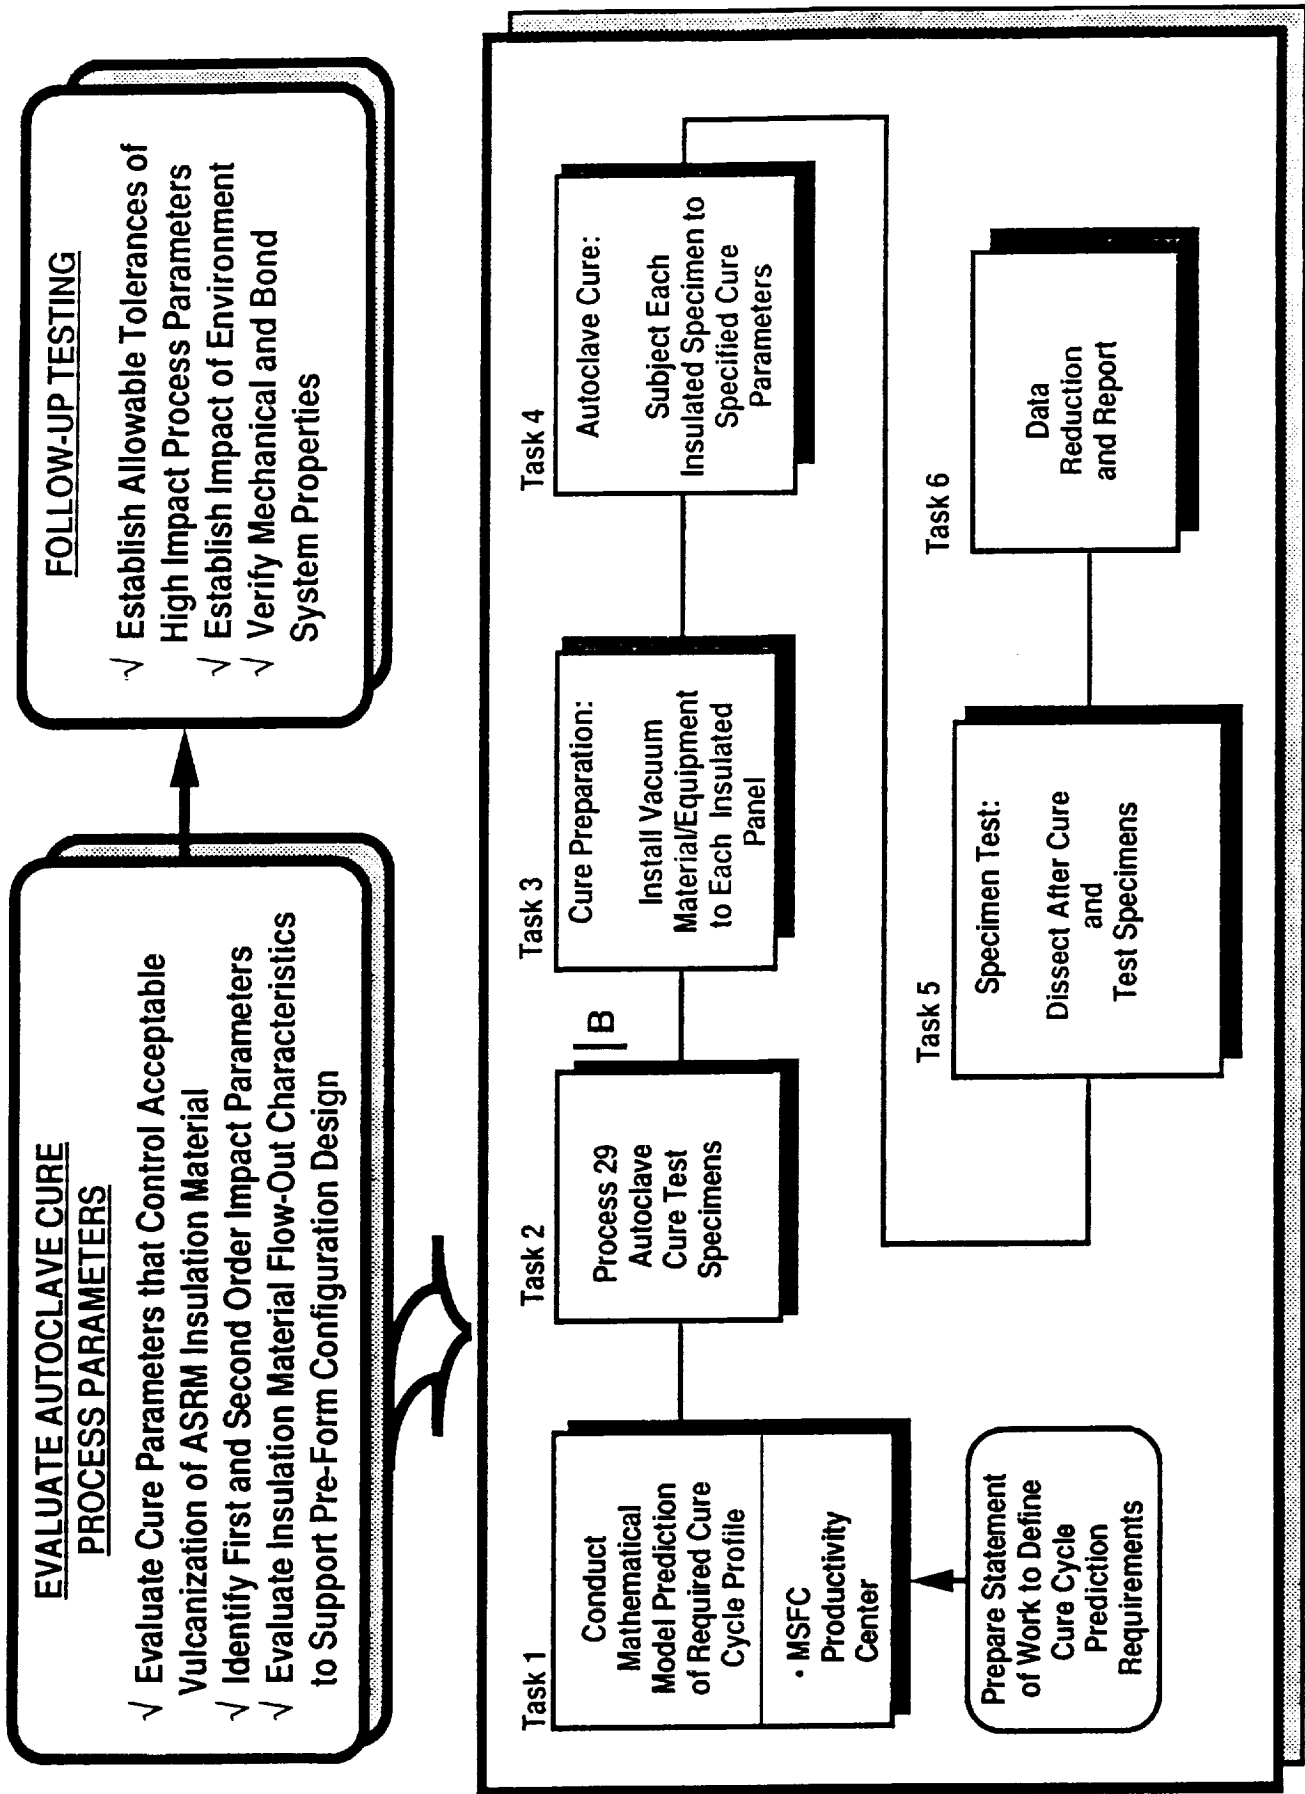 EVALUATE AUTOCLAVE CURE
PROCESS PARAMETERS
√ Evaluate Cure Parameters that Control Acceptable
Vulcanization of ASRM Insulation Material
√ Identify First and Second Order Impact Parameters
√ Evaluate Insulation Material Flow-Out Characteristics
to Support Pre-Form Configuration Design
FOLLOW-UP TESTING
√ Establish Allowable Tolerances of
High Impact Process Parameters
√ Establish Impact of Environment
√ Verify Mechanical and Bond
System Properties
Task 1
Conduct
Mathematical
Model Prediction
of Required Cure
Cycle Profile
• MSFC
Productivity
Center
Prepare Statement
of Work to Define
Cure Cycle
Prediction
Requirements
Task 2
Process 29
Autoclave
Cure Test
Specimens
B
Task 3
Cure Preparation:
Install Vacuum
Material/Equipment
to Each Insulated
Panel
Task 4
Autoclave Cure:
Subject Each
Insulated Specimen to
Specified Cure
Parameters
Task 5
Specimen Test:
Dissect After Cure
and
Test Specimens
Task 6
Data
Reduction
and Report